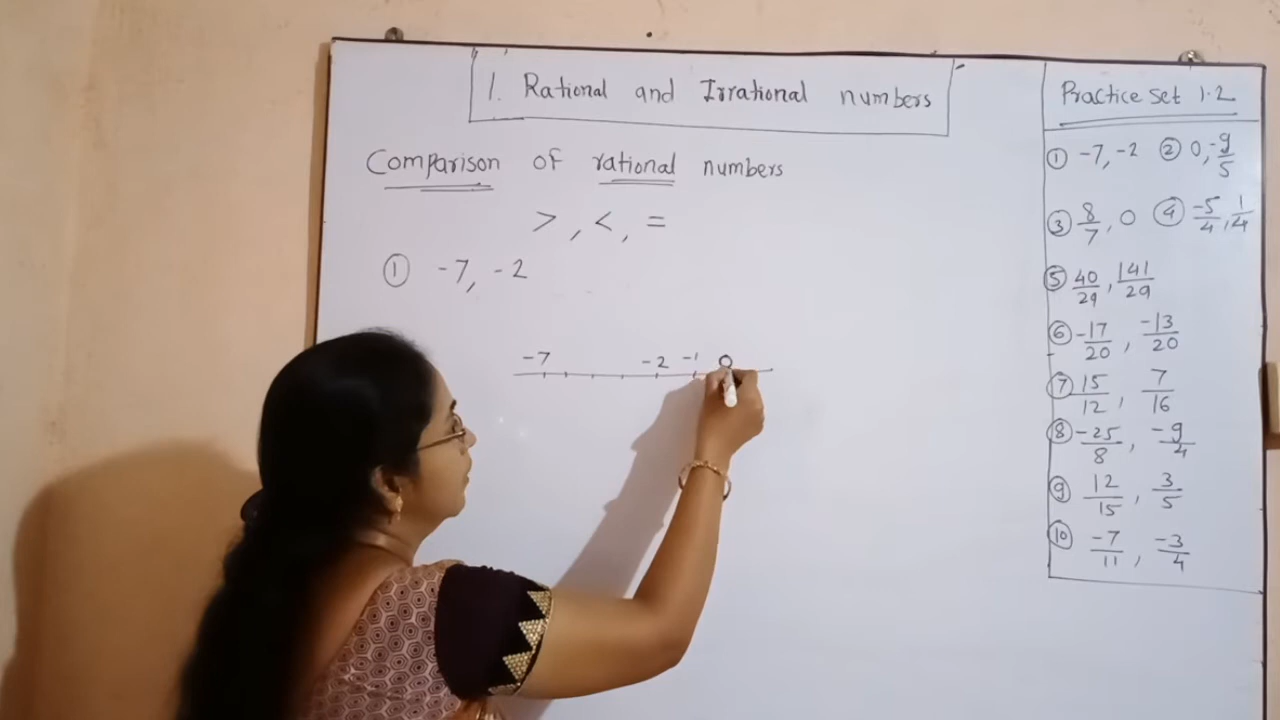 1. Rational and Irrational numbers
Comparison of rational numbers
> , < , =
① -7, -2
-7 -2 -1 0
Practice set 1.2
① -7, -2 ② 0, -9/5
③ 8/7, 0 ④ -5/4, 1/4
⑤ 40/29, 141/29
⑥ -17/20, -13/20
⑦ 15/12, 7/16
⑧ -25/8, -9/4
⑨ 12/15, 3/5
⑩ -7/11, -3/4